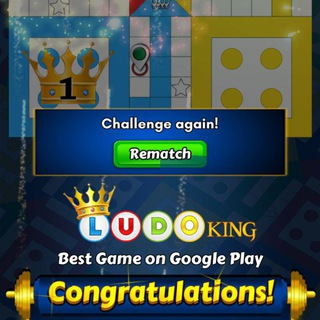 1
Challenge again!
Rematch
LUDO KING
Best Game on Google Play
Congratulations!